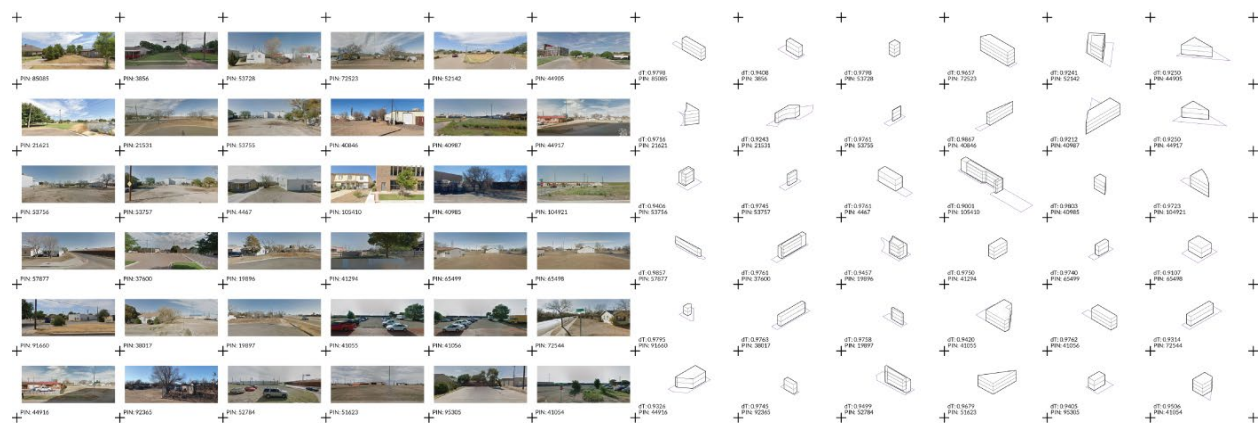 PIN: 85085 PIN: 3856 PIN: 53728 PIN: 72523 PIN: 52142 PIN: 44905
dT: 0.9798 dT: 0.9408 dT: 0.9798 dT: 0.9657 dT: 0.9241 dT: 0.9250
PIN: 85085 PIN: 3856 PIN: 53728 PIN: 72523 PIN: 52142 PIN: 44905
PIN: 21621 PIN: 21531 PIN: 53755 PIN: 40846 PIN: 40987 PIN: 44917
dT: 0.9716 dT: 0.9243 dT: 0.9761 dT: 0.9867 dT: 0.9212 dT: 0.9250
PIN: 21621 PIN: 21531 PIN: 53755 PIN: 40846 PIN: 40987 PIN: 44917
PIN: 53756 PIN: 53757 PIN: 4467 PIN: 105410 PIN: 40985 PIN: 104921
dT: 0.9406 dT: 0.9745 dT: 0.9761 dT: 0.9001 dT: 0.9803 dT: 0.9723
PIN: 53756 PIN: 53757 PIN: 4467 PIN: 105410 PIN: 40985 PIN: 104921
PIN: 57877 PIN: 37600 PIN: 19896 PIN: 41294 PIN: 65499 PIN: 65498
dT: 0.9857 dT: 0.9761 dT: 0.9457 dT: 0.9750 dT: 0.9740 dT: 0.9107
PIN: 57877 PIN: 37600 PIN: 19896 PIN: 41294 PIN: 65499 PIN: 65498
PIN: 91660 PIN: 38017 PIN: 19897 PIN: 41055 PIN: 41056 PIN: 72544
dT: 0.9795 dT: 0.9763 dT: 0.9758 dT: 0.9420 dT: 0.9762 dT: 0.9314
PIN: 91660 PIN: 38017 PIN: 19897 PIN: 41055 PIN: 41056 PIN: 72544
PIN: 44916 PIN: 92365 PIN: 52784 PIN: 51623 PIN: 95305 PIN: 41054
dT: 0.9326 dT: 0.9745 dT: 0.9499 dT: 0.9679 dT: 0.9405 dT: 0.9506
PIN: 44916 PIN: 92365 PIN: 52784 PIN: 51623 PIN: 95305 PIN: 41054